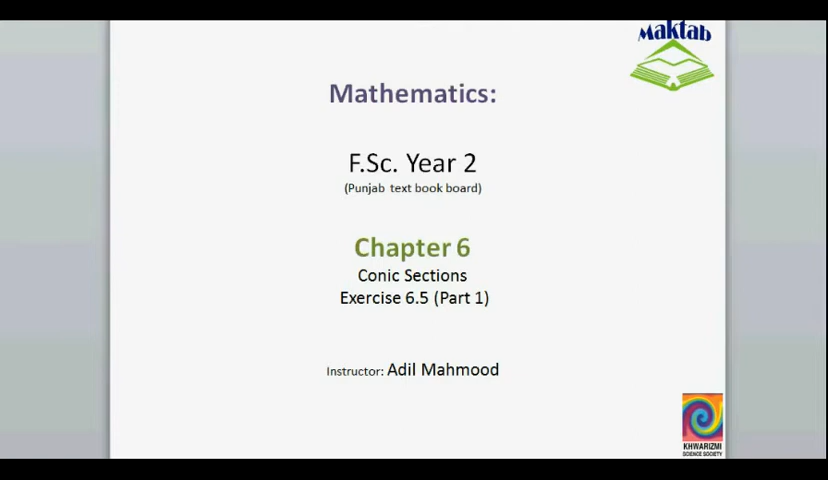 Maktab
Mathematics:
F.Sc. Year 2
(Punjab text book board)
Chapter 6
Conic Sections
Exercise 6.5 (Part 1)
Instructor: Adil Mahmood
KHWARIZMI
SCIENCE SOCIETY